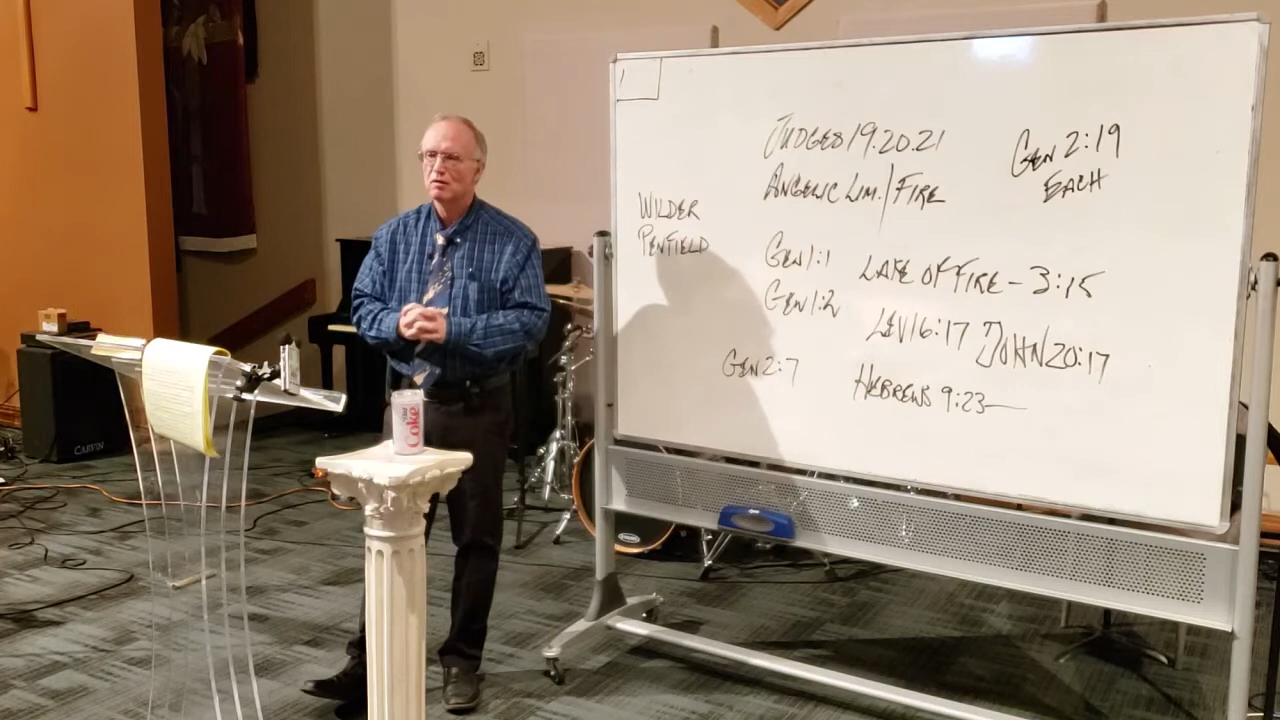 1
JUDGES 19.20.21
ANGELIC LIM./FIRE
GEN 2:19
EACH
WILDER
PENFIELD
GEN 1:1
GEN 1:2
LAKE OF FIRE - 3:15
LEV 16:17
JOHN 20:17
GEN 2:7
HEBREWS 9:23—
Diet
Coke
CARVIN